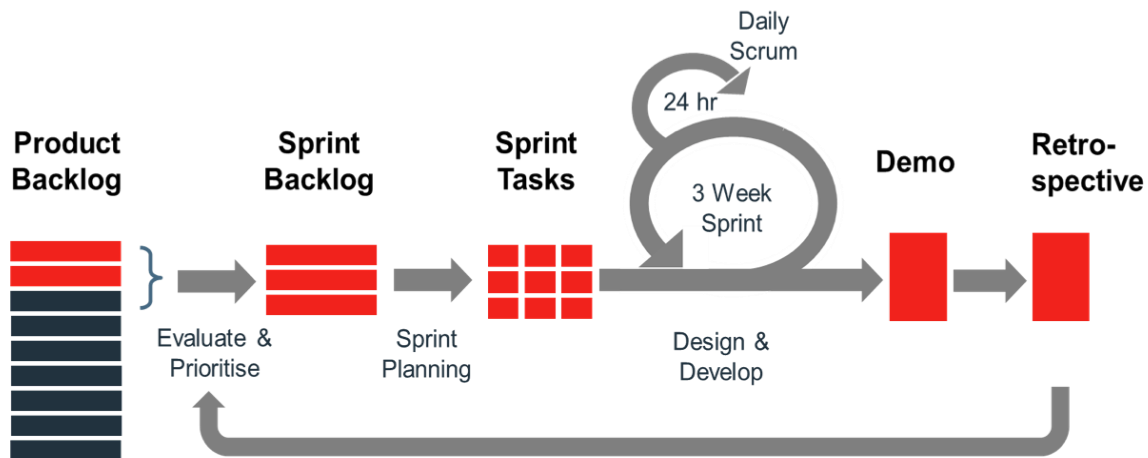 Daily
Scrum
24 hr
Product
Backlog
Sprint
Backlog
Sprint
Tasks
3 Week
Sprint
Demo
Retro-
spective
Evaluate &
Prioritise
Sprint
Planning
Design &
Develop